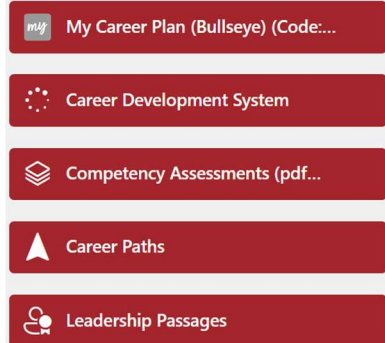 my My Career Plan (Bullseye) (Code:...
Career Development System
Competency Assessments (pdf...
Career Paths
Leadership Passages